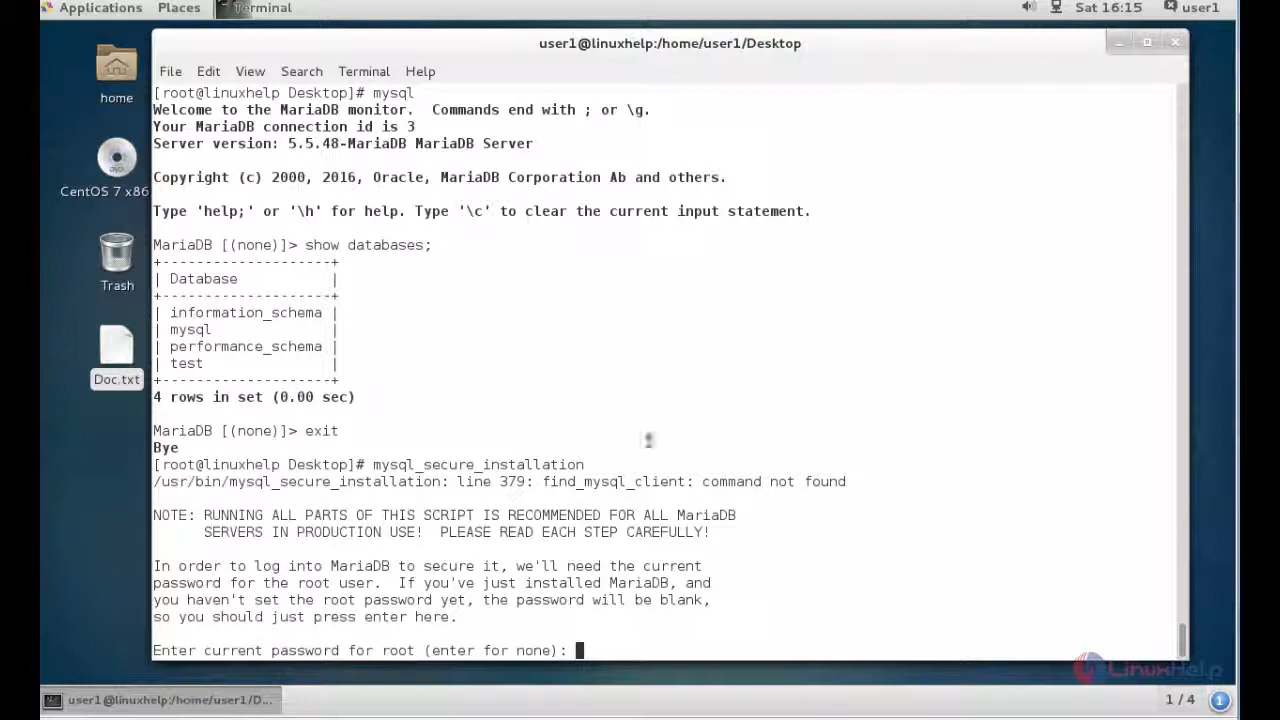 Applications Places Terminal Sat 16:15 user1
user1@linuxhelp:/home/user1/Desktop
File Edit View Search Terminal Help
home
CentOS 7 x86
Trash
Doc.txt
[root@linuxhelp Desktop]# mysql
Welcome to the MariaDB monitor.  Commands end with ; or \g.
Your MariaDB connection id is 3
Server version: 5.5.48-MariaDB MariaDB Server
Copyright (c) 2000, 2016, Oracle, MariaDB Corporation Ab and others.
Type 'help;' or '\h' for help. Type '\c' to clear the current input statement.
MariaDB [(none)]> show databases;
+--------------------+
| Database           |
+--------------------+
| information_schema |
| mysql              |
| performance_schema |
| test               |
+--------------------+
4 rows in set (0.00 sec)
MariaDB [(none)]> exit
Bye
[root@linuxhelp Desktop]# mysql_secure_installation
/usr/bin/mysql_secure_installation: line 379: find_mysql_client: command not found
NOTE: RUNNING ALL PARTS OF THIS SCRIPT IS RECOMMENDED FOR ALL MariaDB
      SERVERS IN PRODUCTION USE!  PLEASE READ EACH STEP CAREFULLY!
In order to log into MariaDB to secure it, we'll need the current
password for the root user.  If you've just installed MariaDB, and
you haven't set the root password yet, the password will be blank,
so you should just press enter here.
Enter current password for root (enter for none):
LinuxHelp
user1@linuxhelp:/home/user1/D... 1 / 4 1